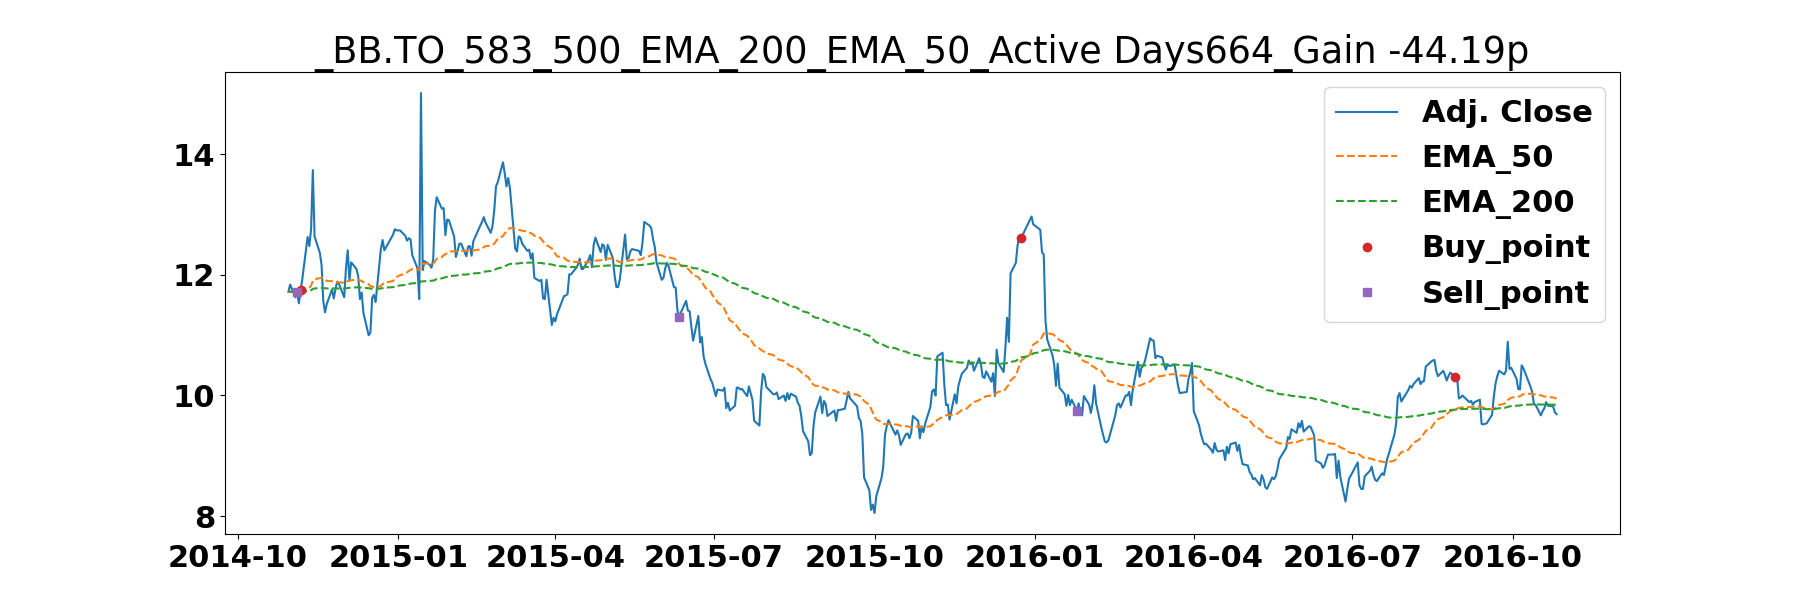 _BB.TO_583_500_EMA_200_EMA_50_Active Days664_Gain -44.19p
Adj. Close
EMA_50
EMA_200
Buy_point
Sell_point
14
12
10
8
2014-10 2015-01 2015-04 2015-07 2015-10 2016-01 2016-04 2016-07 2016-10